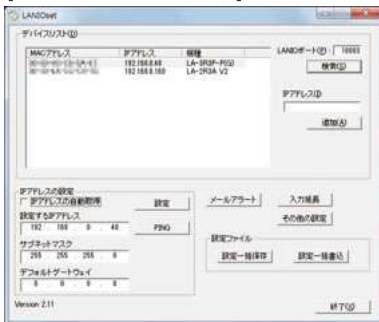 LANIOset
デバイスリスト(D)
MACアドレス IPアドレス 機種
192.168.0.40 LA-3R3P-P(G)
192.168.0.160 LA-2R3A V2
LANIOポート(P): 10003
検索(S)
IPアドレス(I)
追加(A)
IPアドレスの設定
IPアドレスの自動取得
設定
設定するIPアドレス
192 . 168 . 0 . 40
PING
サブネットマスク
255 . 255 . 255 . 0
デフォルトゲートウェイ
0 . 0 . 0 . 0
メールアラート
入力延長
その他の設定
設定ファイル
設定一括保存
設定一括書込
Version 2.11
終了(Q)